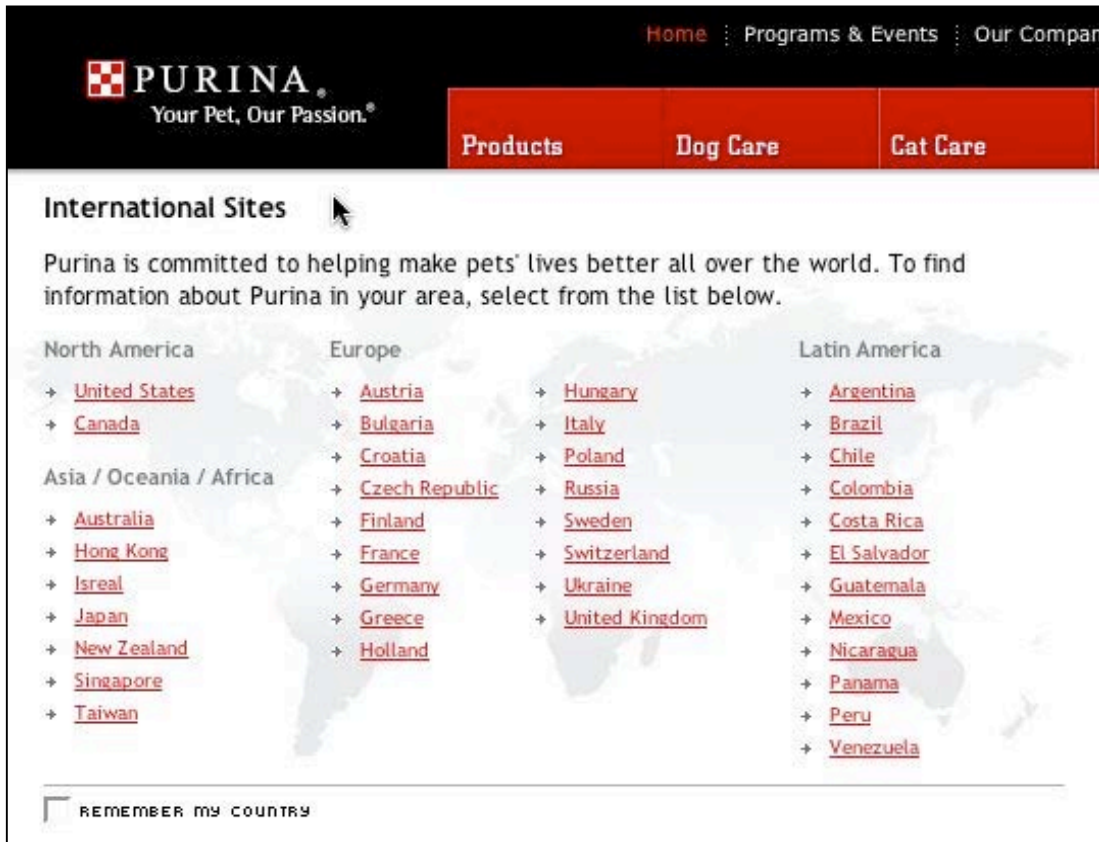 Home Programs & Events Our Compan
PURINA®
Your Pet, Our Passion.®
Products Dog Care Cat Care
International Sites
Purina is committed to helping make pets' lives better all over the world. To find
information about Purina in your area, select from the list below.
North America
United States
Canada
Asia / Oceania / Africa
Australia
Hong Kong
Isreal
Japan
New Zealand
Singapore
Taiwan
Europe
Austria
Bulgaria
Croatia
Czech Republic
Finland
France
Germany
Greece
Holland
Hungary
Italy
Poland
Russia
Sweden
Switzerland
Ukraine
United Kingdom
Latin America
Argentina
Brazil
Chile
Colombia
Costa Rica
El Salvador
Guatemala
Mexico
Nicaragua
Panama
Peru
Venezuela
REMEMBER MY COUNTRY